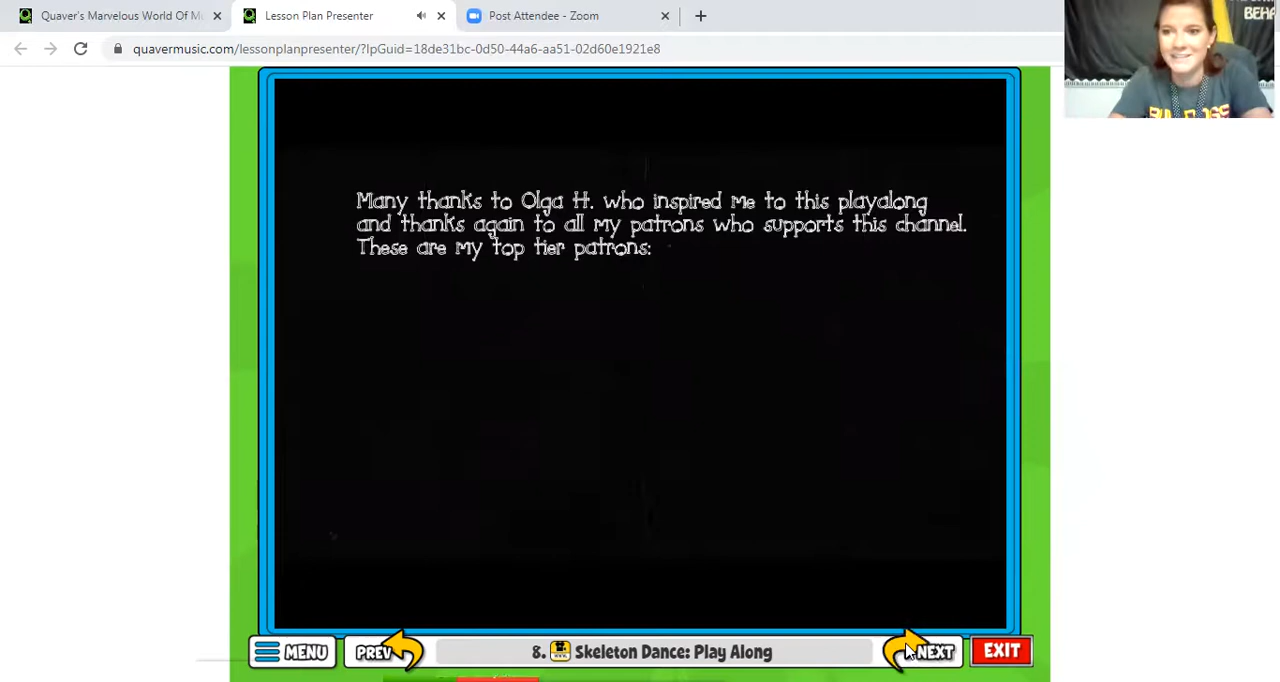 Quaver's Marvelous World Of Mu
Lesson Plan Presenter
Post Attendee - Zoom
quavermusic.com/lessonplanpresenter/?lpGuid=18de31bc-0d50-44a6-aa51-02d60e1921e8
BEHA
Many thanks to Olga H. who inspired me to this playalong
and thanks again to all my patrons who supports this channel.
These are my top tier patrons:
MENU
PREV
8. Skeleton Dance: Play Along
NEXT
EXIT